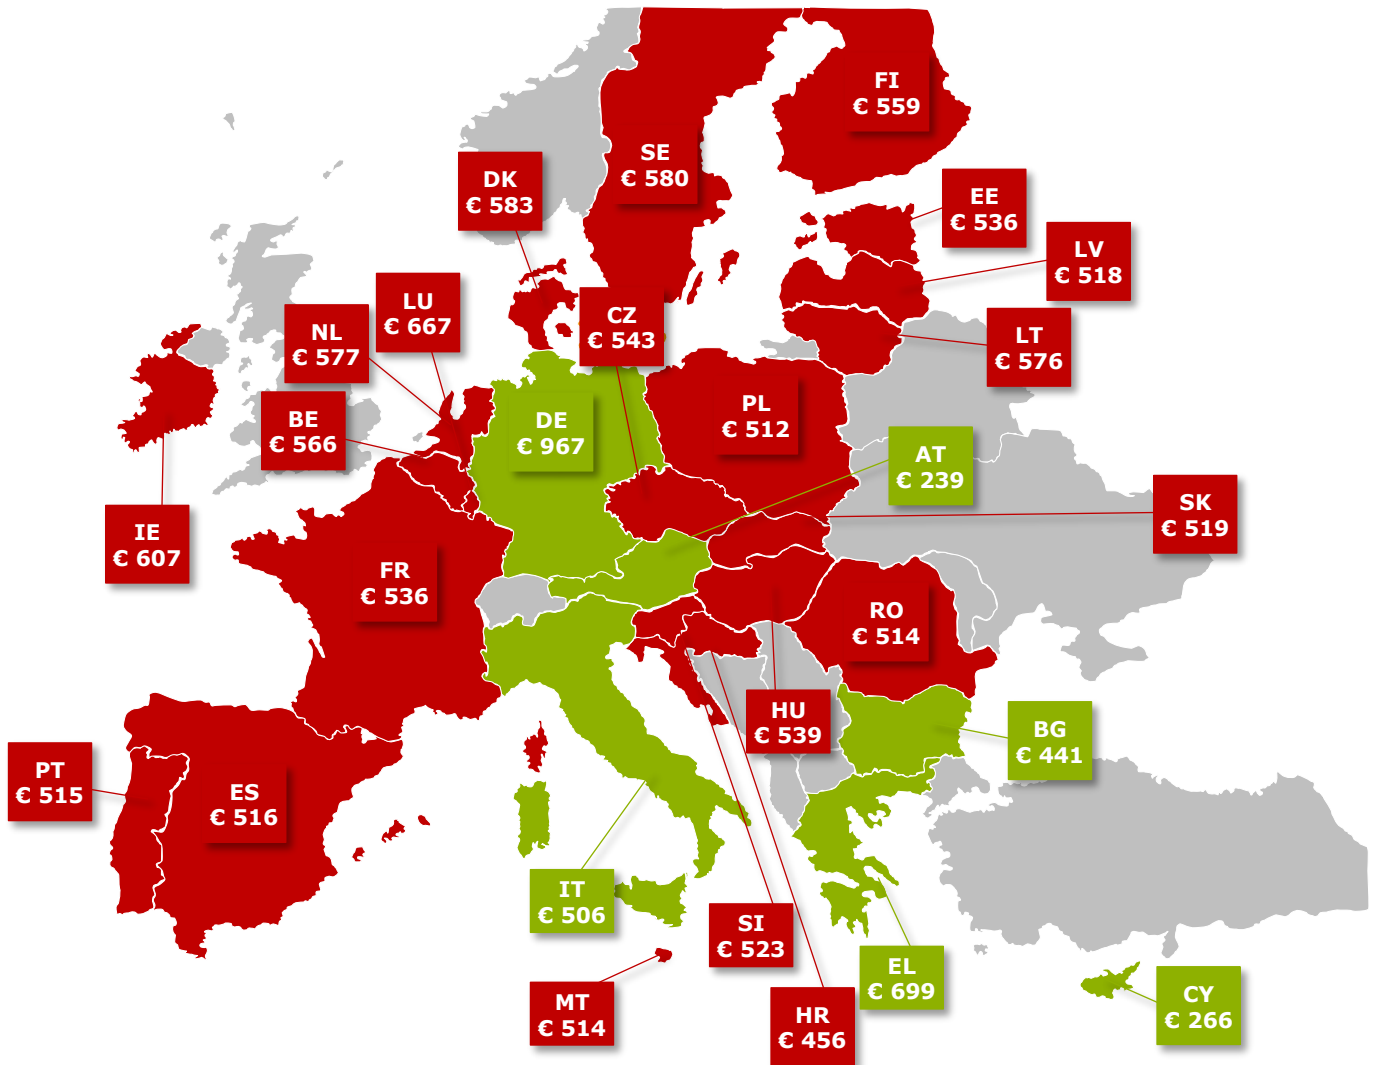 FI
€ 559
SE
€ 580
DK
€ 583
EE
€ 536
LV
€ 518
LU
€ 667
CZ
€ 543
NL
€ 577
LT
€ 576
BE
€ 566
PL
€ 512
DE
€ 967
AT
€ 239
SK
€ 519
IE
€ 607
FR
€ 536
RO
€ 514
HU
€ 539
BG
€ 441
PT
€ 515
ES
€ 516
IT
€ 506
SI
€ 523
EL
€ 699
MT
€ 514
HR
€ 456
CY
€ 266